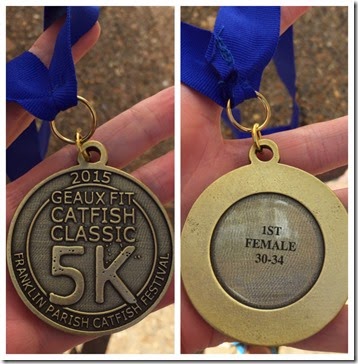 2015
GEAUX FIT
CATFISH
CLASSIC
5K
FRANKLIN PARISH CATFISH FESTIVAL
1ST
FEMALE
30-34